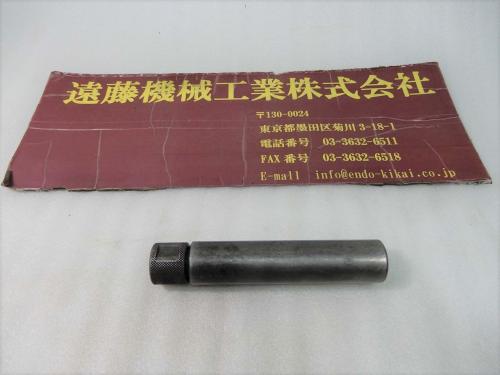 遠藤機械工業株式会社
〒130-0024
東京都墨田区菊川 3-18-1
電話番号 03-3632-6511
FAX 番号 03-3632-6518
E-mall info@endo-kikai.co.jp